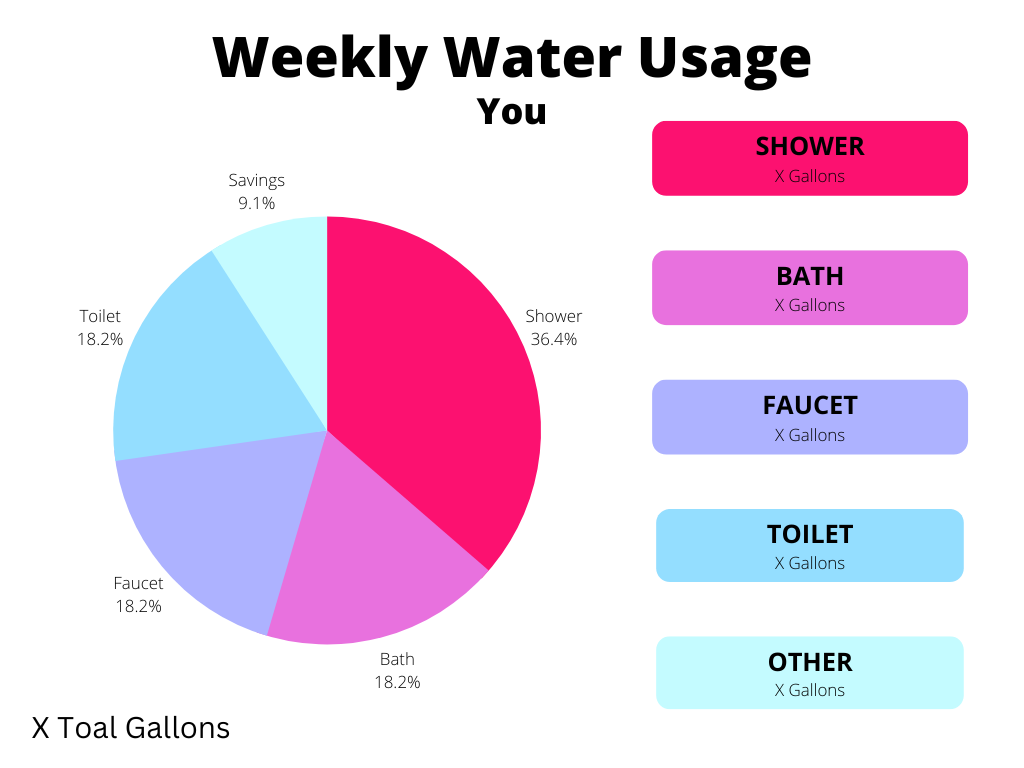 Weekly Water Usage
You
SHOWER
X Gallons
BATH
X Gallons
FAUCET
X Gallons
TOILET
X Gallons
OTHER
X Gallons
Savings
9.1%
Toilet
18.2%
Shower
36.4%
Faucet
18.2%
Bath
18.2%
X Toal Gallons